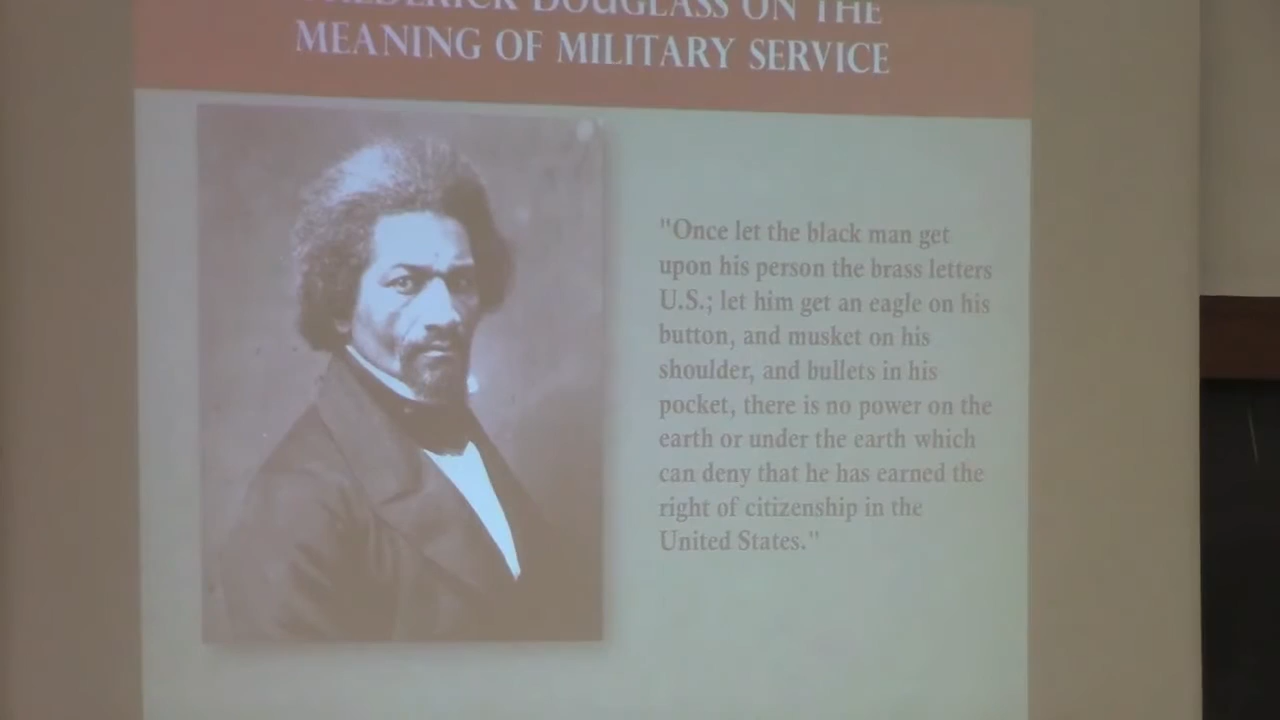 FREDERICK DOUGLASS ON THE
MEANING OF MILITARY SERVICE
"Once let the black man get
upon his person the brass letters
U.S.; let him get an eagle on his
button, and musket on his
shoulder, and bullets in his
pocket, there is no power on the
earth or under the earth which
can deny that he has earned the
right of citizenship in the
United States."